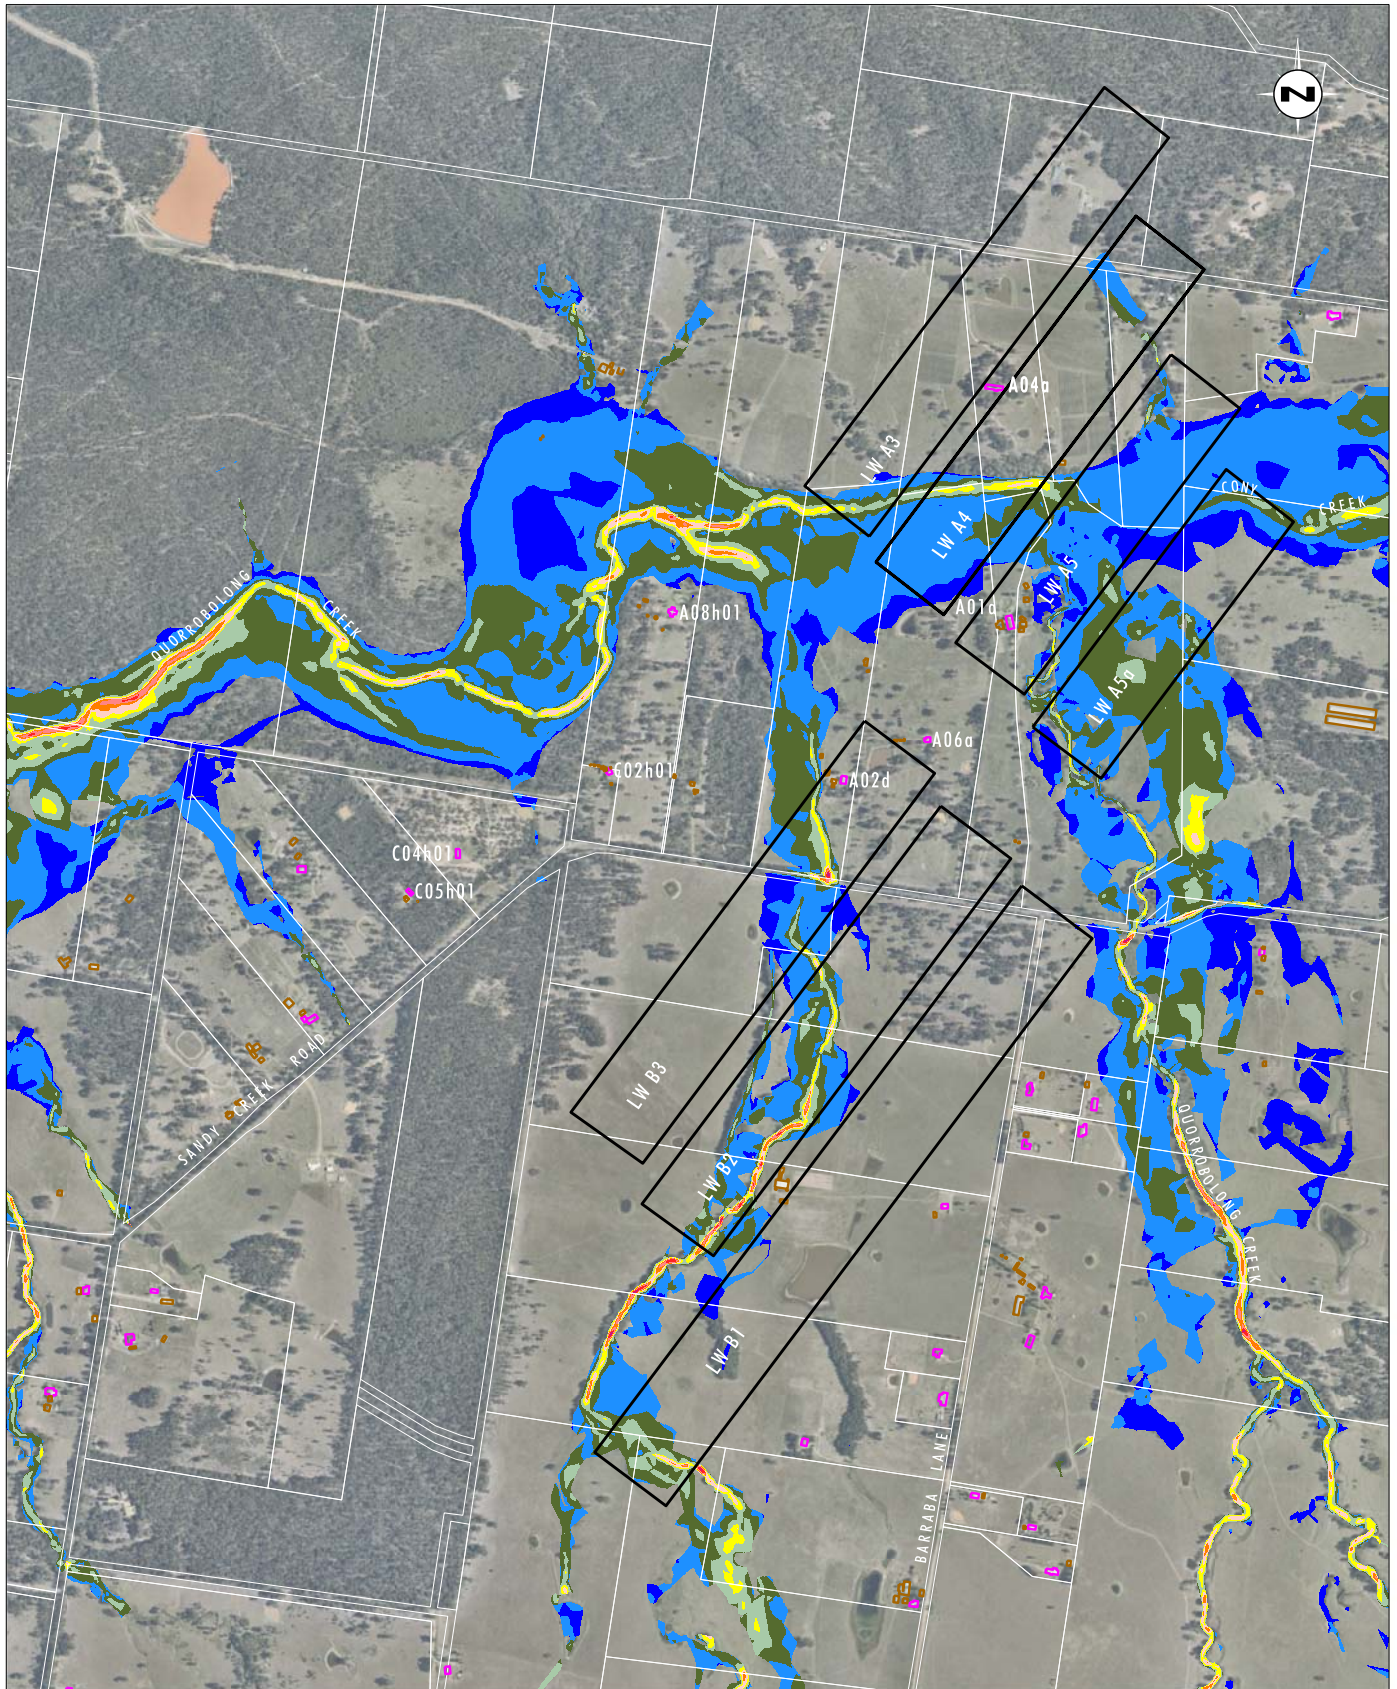 N
A04a
LW A3
CONY
CREEK
LW A4
LW A5
QUORROBOLONG
CREEK
A08h01
A01d
LW A5a
A06a
C02h01
A02d
C04h01
C05h01
SANDY CREEK ROAD
LW B3
LW B2
QUORROBOLONG
CREEK
LW B1
BARRABA LANE